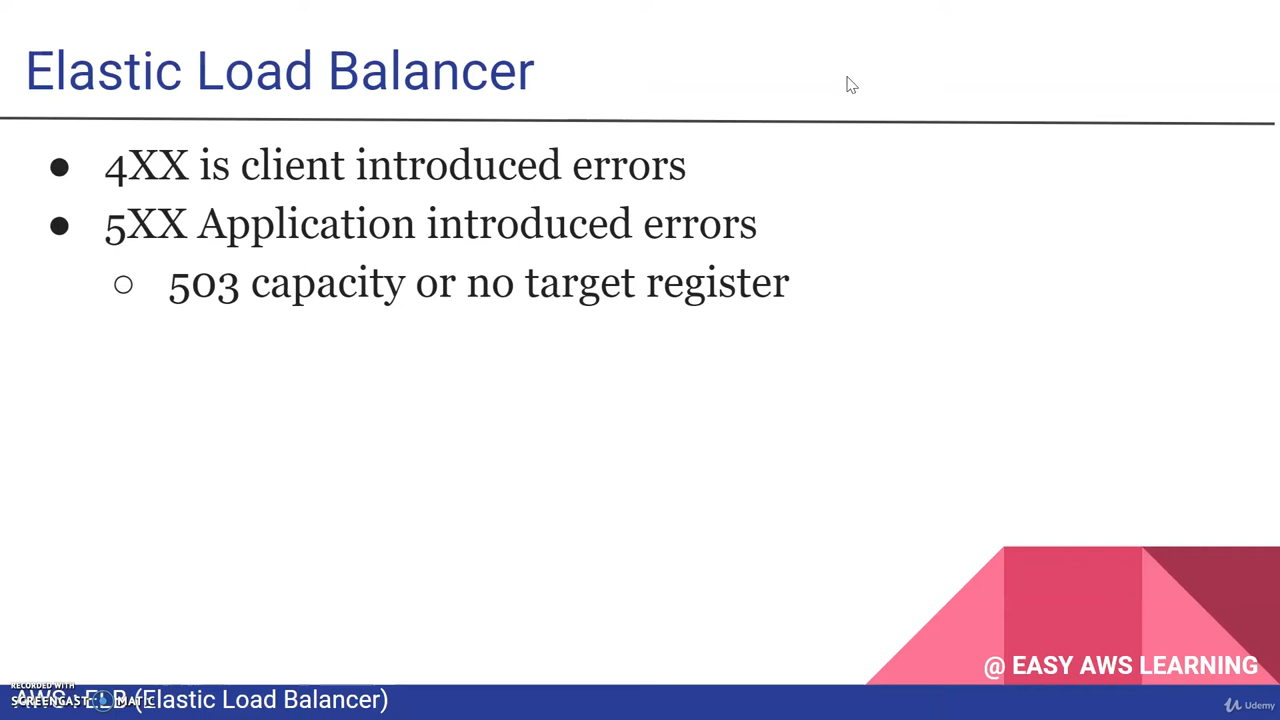 Elastic Load Balancer
● 4XX is client introduced errors
● 5XX Application introduced errors
○ 503 capacity or no target register
@ EASY AWS LEARNING
RECORDED WITH
SCREENCAST MATIC
AWS : ELB (Elastic Load Balancer)
Udemy